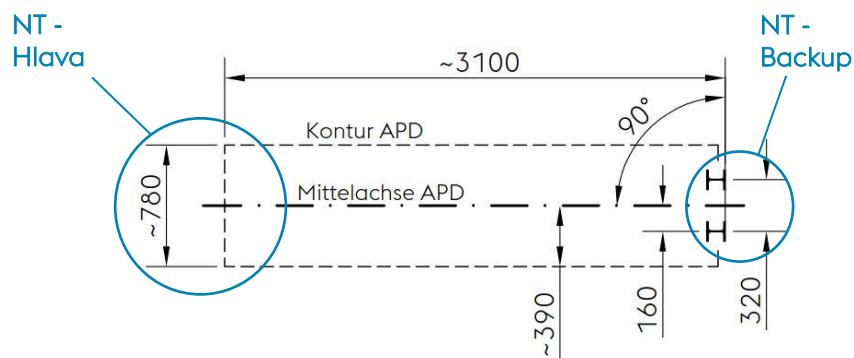 NT -
Hlava
NT -
Backup
~3100
90°
Kontur APD
Mittelachse APD
~780
~390
160
320